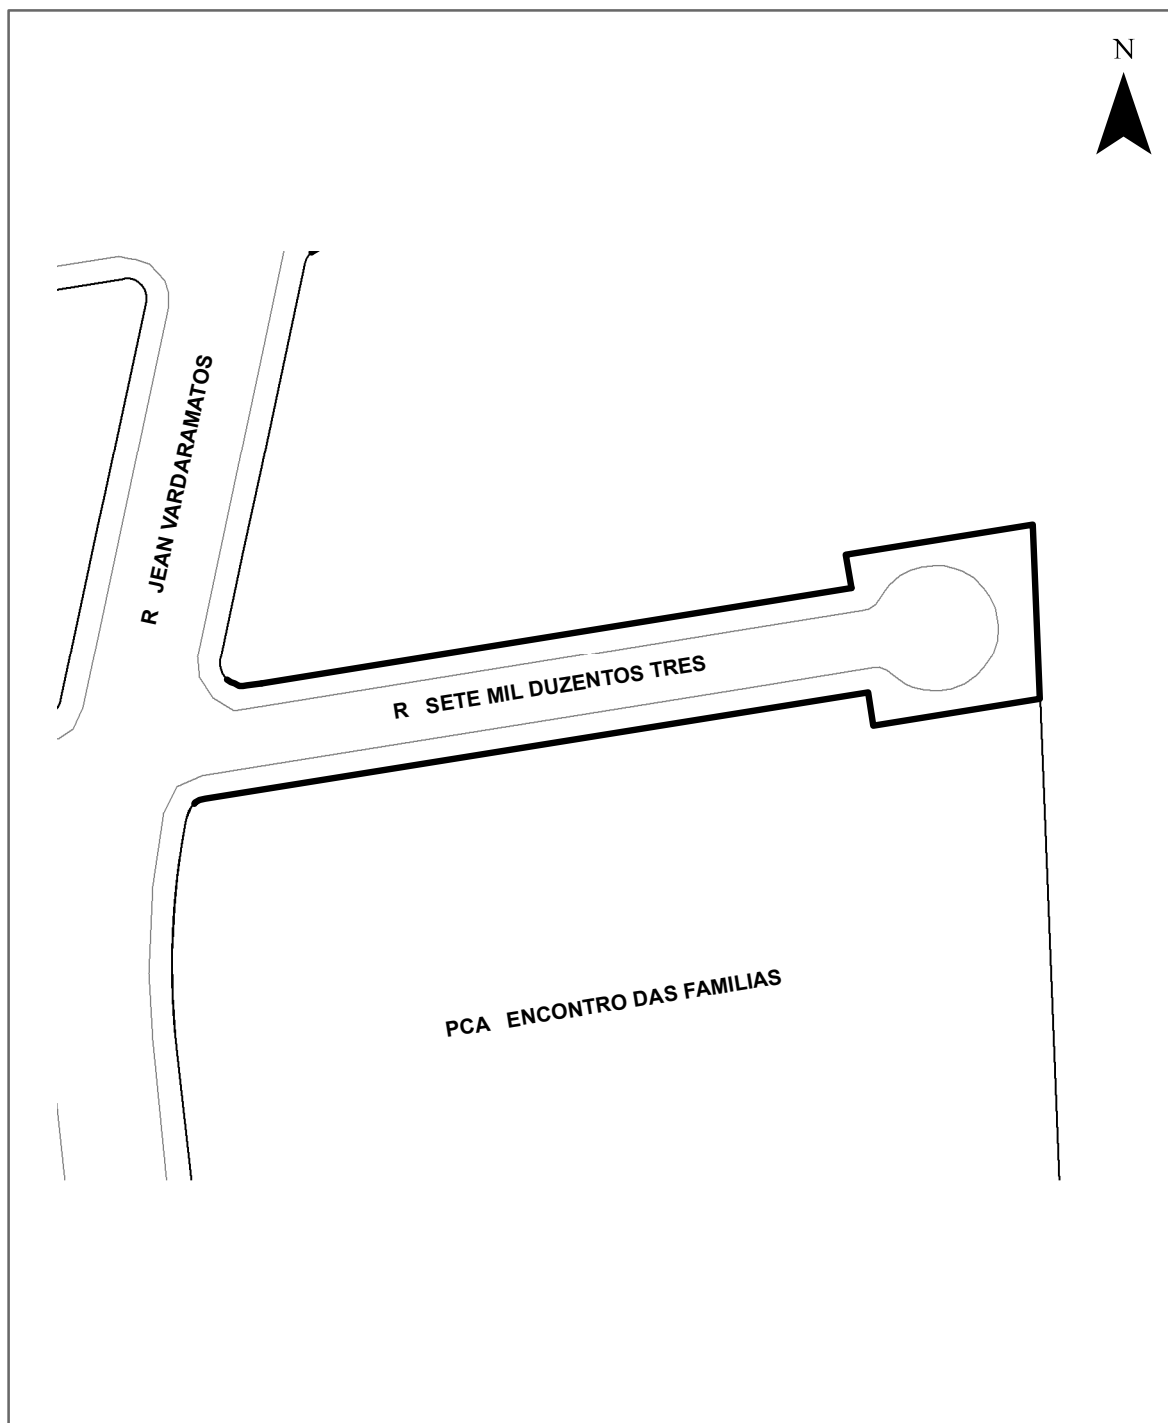 N
R JEAN VARDARAMATOS
R SETE MIL DUZENTOS TRES
PCA ENCONTRO DAS FAMILIAS